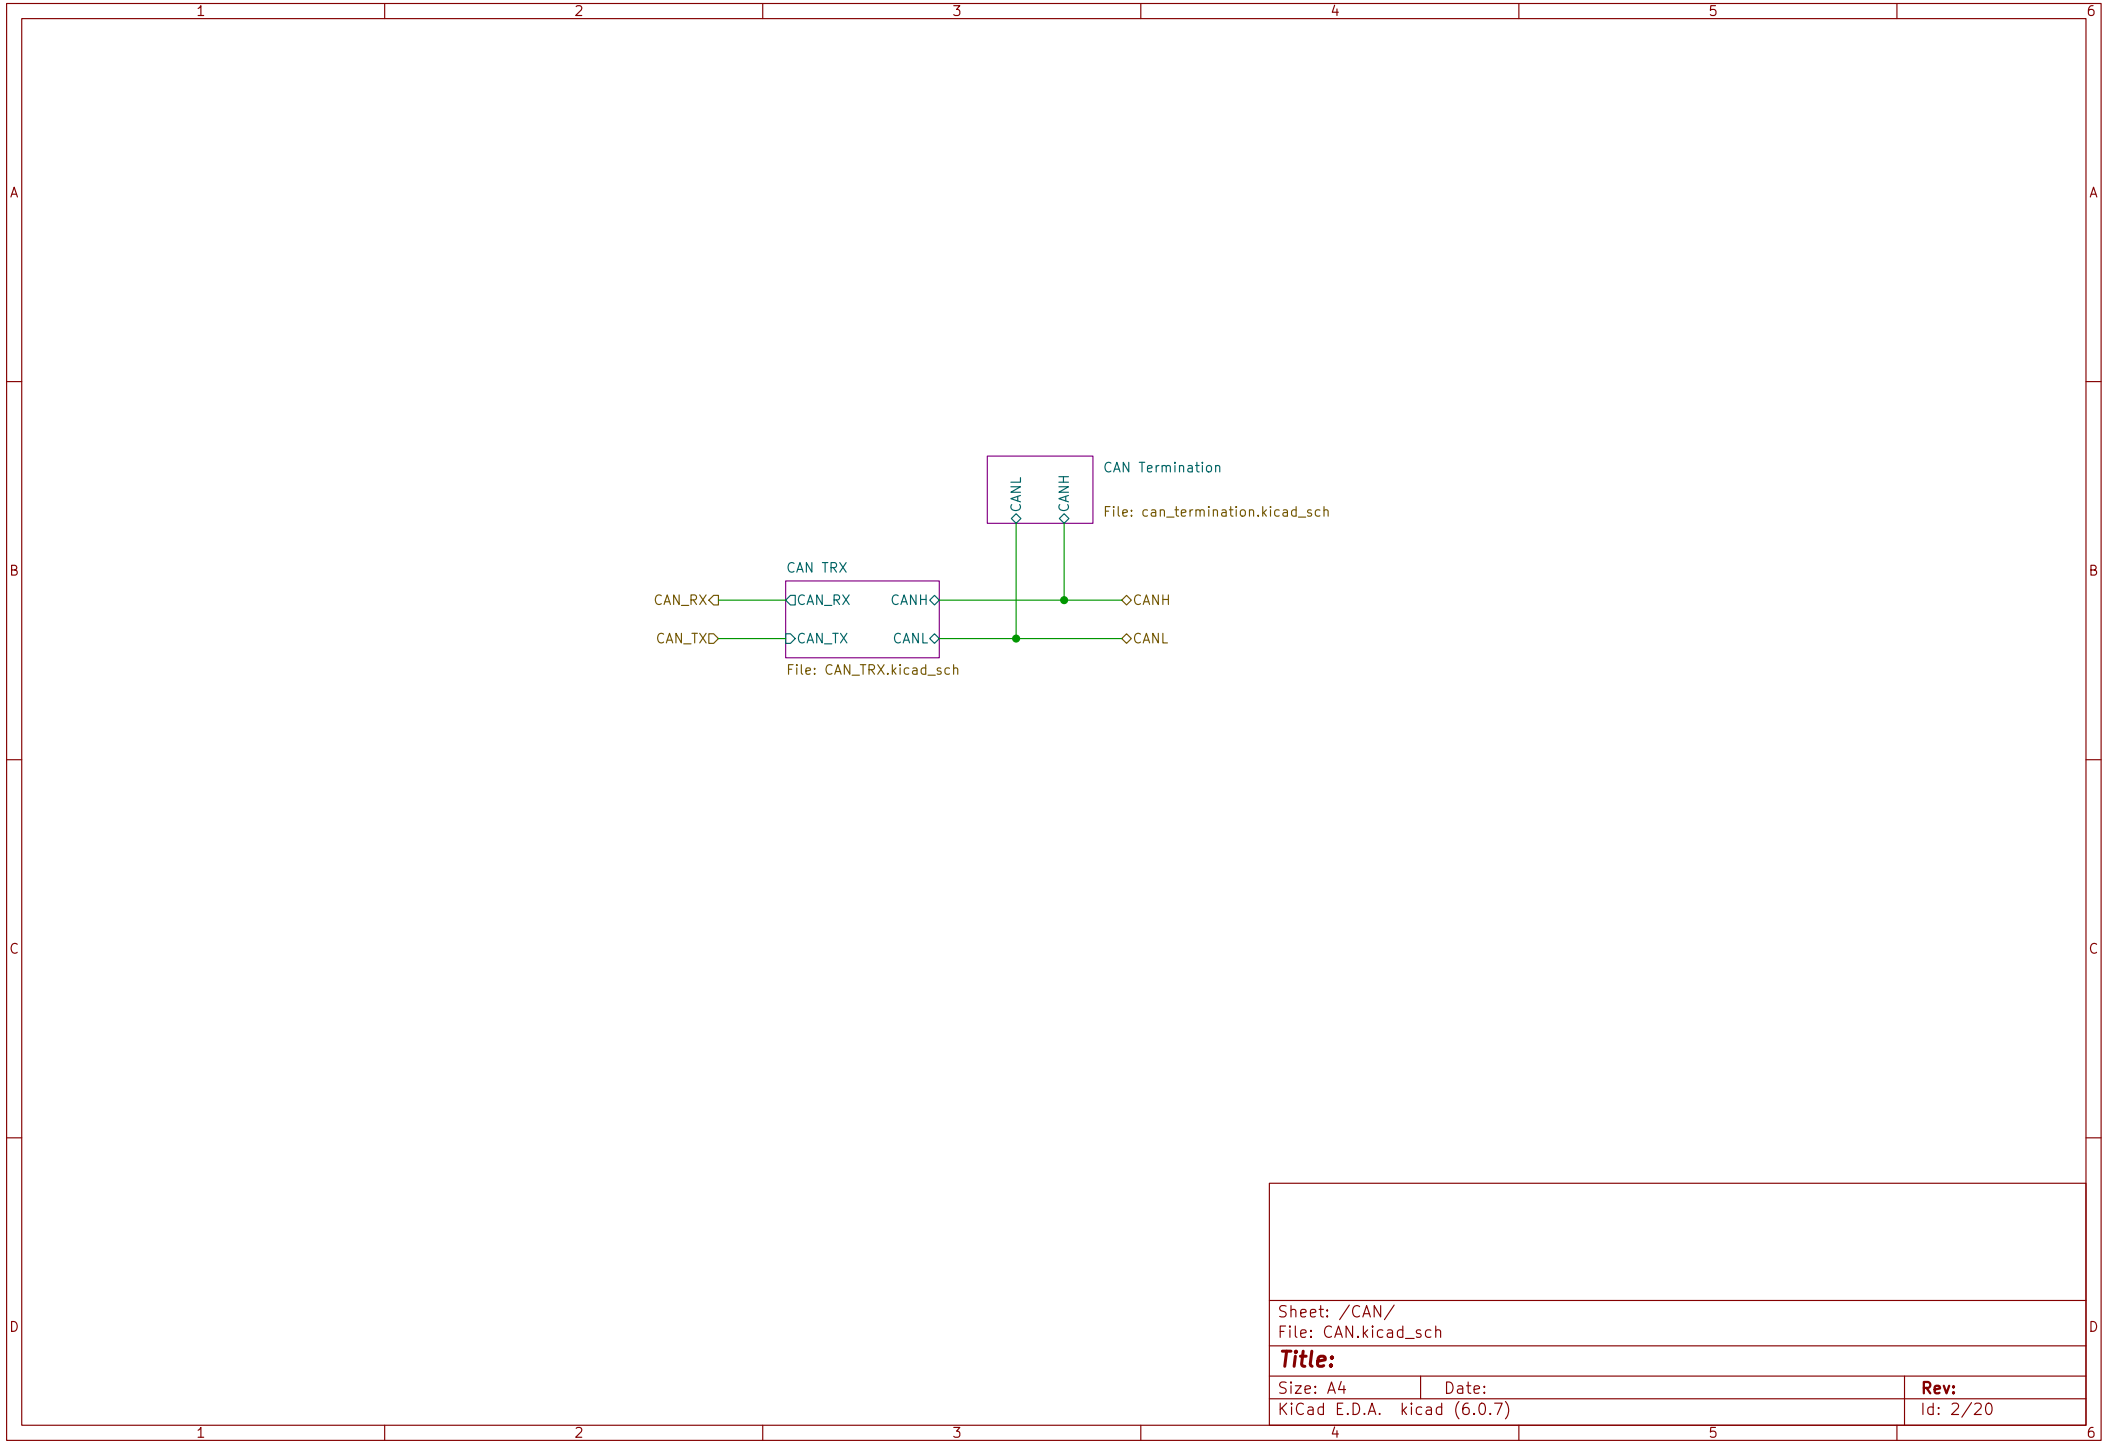 1 2 3 4 5 6
A A
CAN Termination
CANL CANH
File: can_termination.kicad_sch
CAN TRX
B B
CAN_RX CAN_RX CANH CANH
CAN_TX CAN_TX CANL CANL
File: CAN_TRX.kicad_sch
C C
Sheet: /CAN/
File: CAN.kicad_sch
D D
Title:
Size: A4 Date: Rev:
KiCad E.D.A. kicad (6.0.7) Id: 2/20
1 2 3 4 5 6